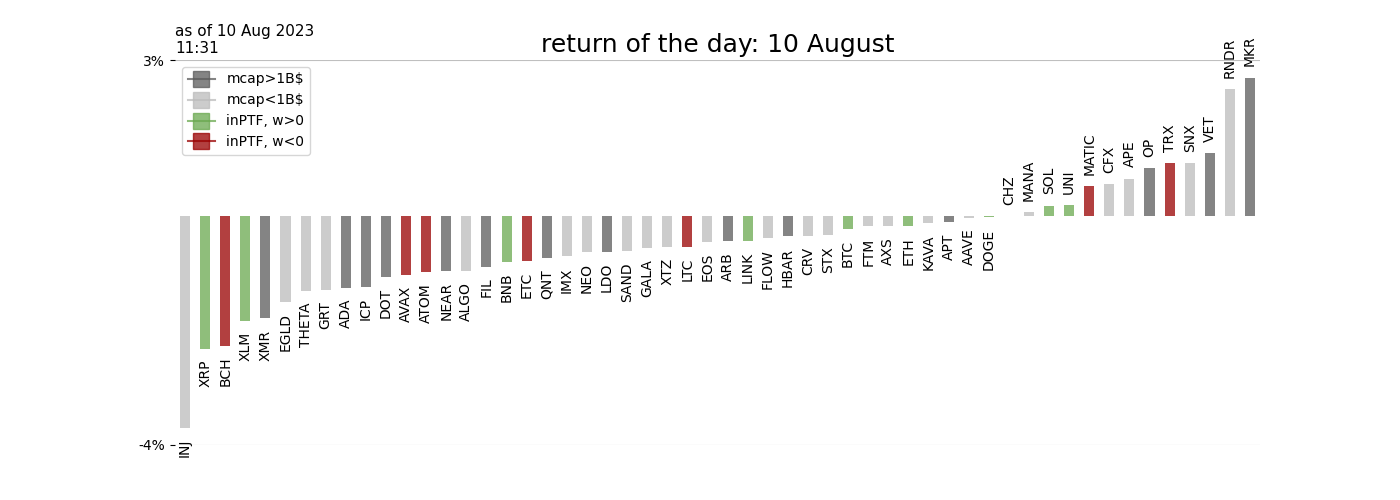 as of 10 Aug 2023
11:31
return of the day: 10 August
3%
mcap>1B$
mcap<1B$
inPTF, w>0
inPTF, w<0
-4%
INJ
XRP
BCH
XLM
XMR
EGLD
THETA
GRT
ADA
ICP
DOT
AVAX
ATOM
NEAR
ALGO
FIL
BNB
ETC
QNT
IMX
NEO
LDO
SAND
GALA
XTZ
LTC
EOS
ARB
LINK
FLOW
HBAR
CRV
STX
BTC
FTM
AXS
ETH
KAVA
APT
AAVE
DOGE
CHZ
MANA
SOL
UNI
MATIC
CFX
APE
OP
TRX
SNX
VET
RNDR
MKR